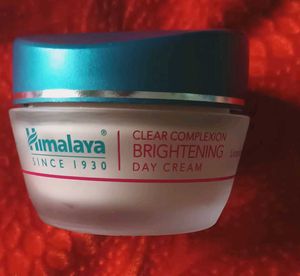 Himalaya®
SINCE 1930
CLEAR COMPLEXION
BRIGHTENING
DAY CREAM